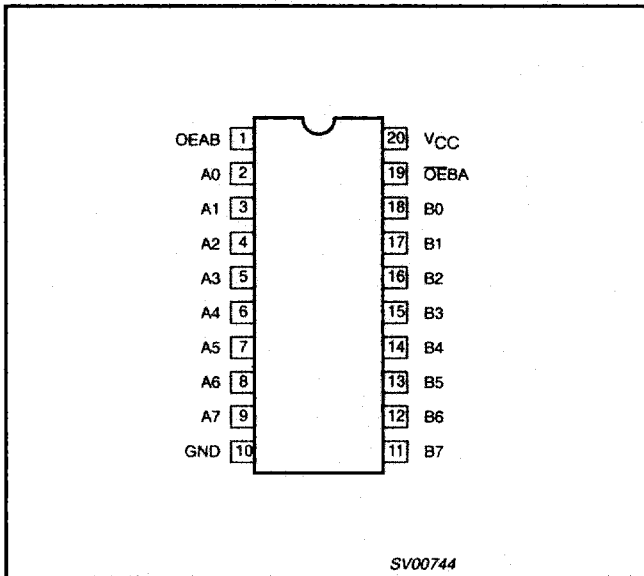 OEAB 1 20 VCC
A0 2 19 O̅E̅BA
A1 3 18 B0
A2 4 17 B1
A3 5 16 B2
A4 6 15 B3
A5 7 14 B4
A6 8 13 B5
A7 9 12 B6
GND 10 11 B7
SV00744